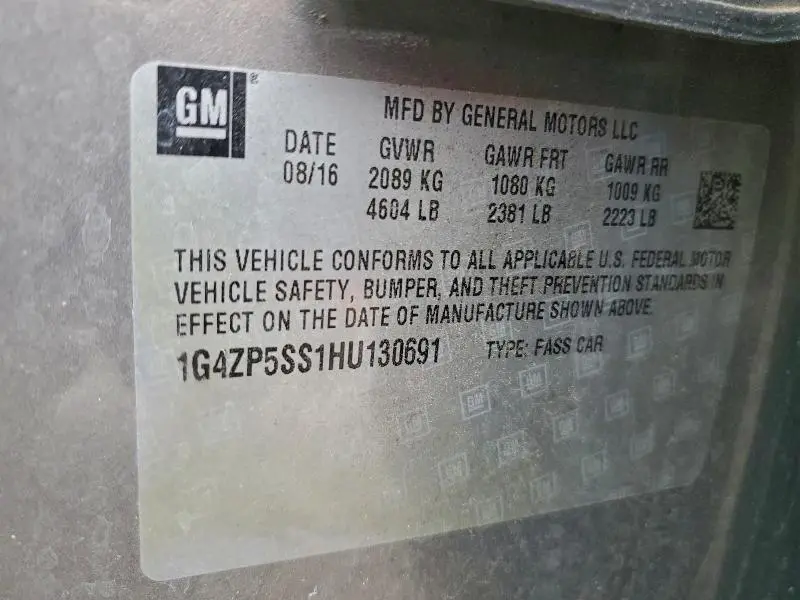 GM
MFD BY GENERAL MOTORS LLC
DATE GVWR GAWR FRT GAWR RR
08/16 2089 KG 1080 KG 1009 KG
4604 LB 2381 LB 2223 LB
THIS VEHICLE CONFORMS TO ALL APPLICABLE U.S. FEDERAL MOTOR
VEHICLE SAFETY, BUMPER, AND THEFT PREVENTION STANDARDS IN
EFFECT ON THE DATE OF MANUFACTURE SHOWN ABOVE.
1G4ZP5SS1HU130691 TYPE: PASS CAR